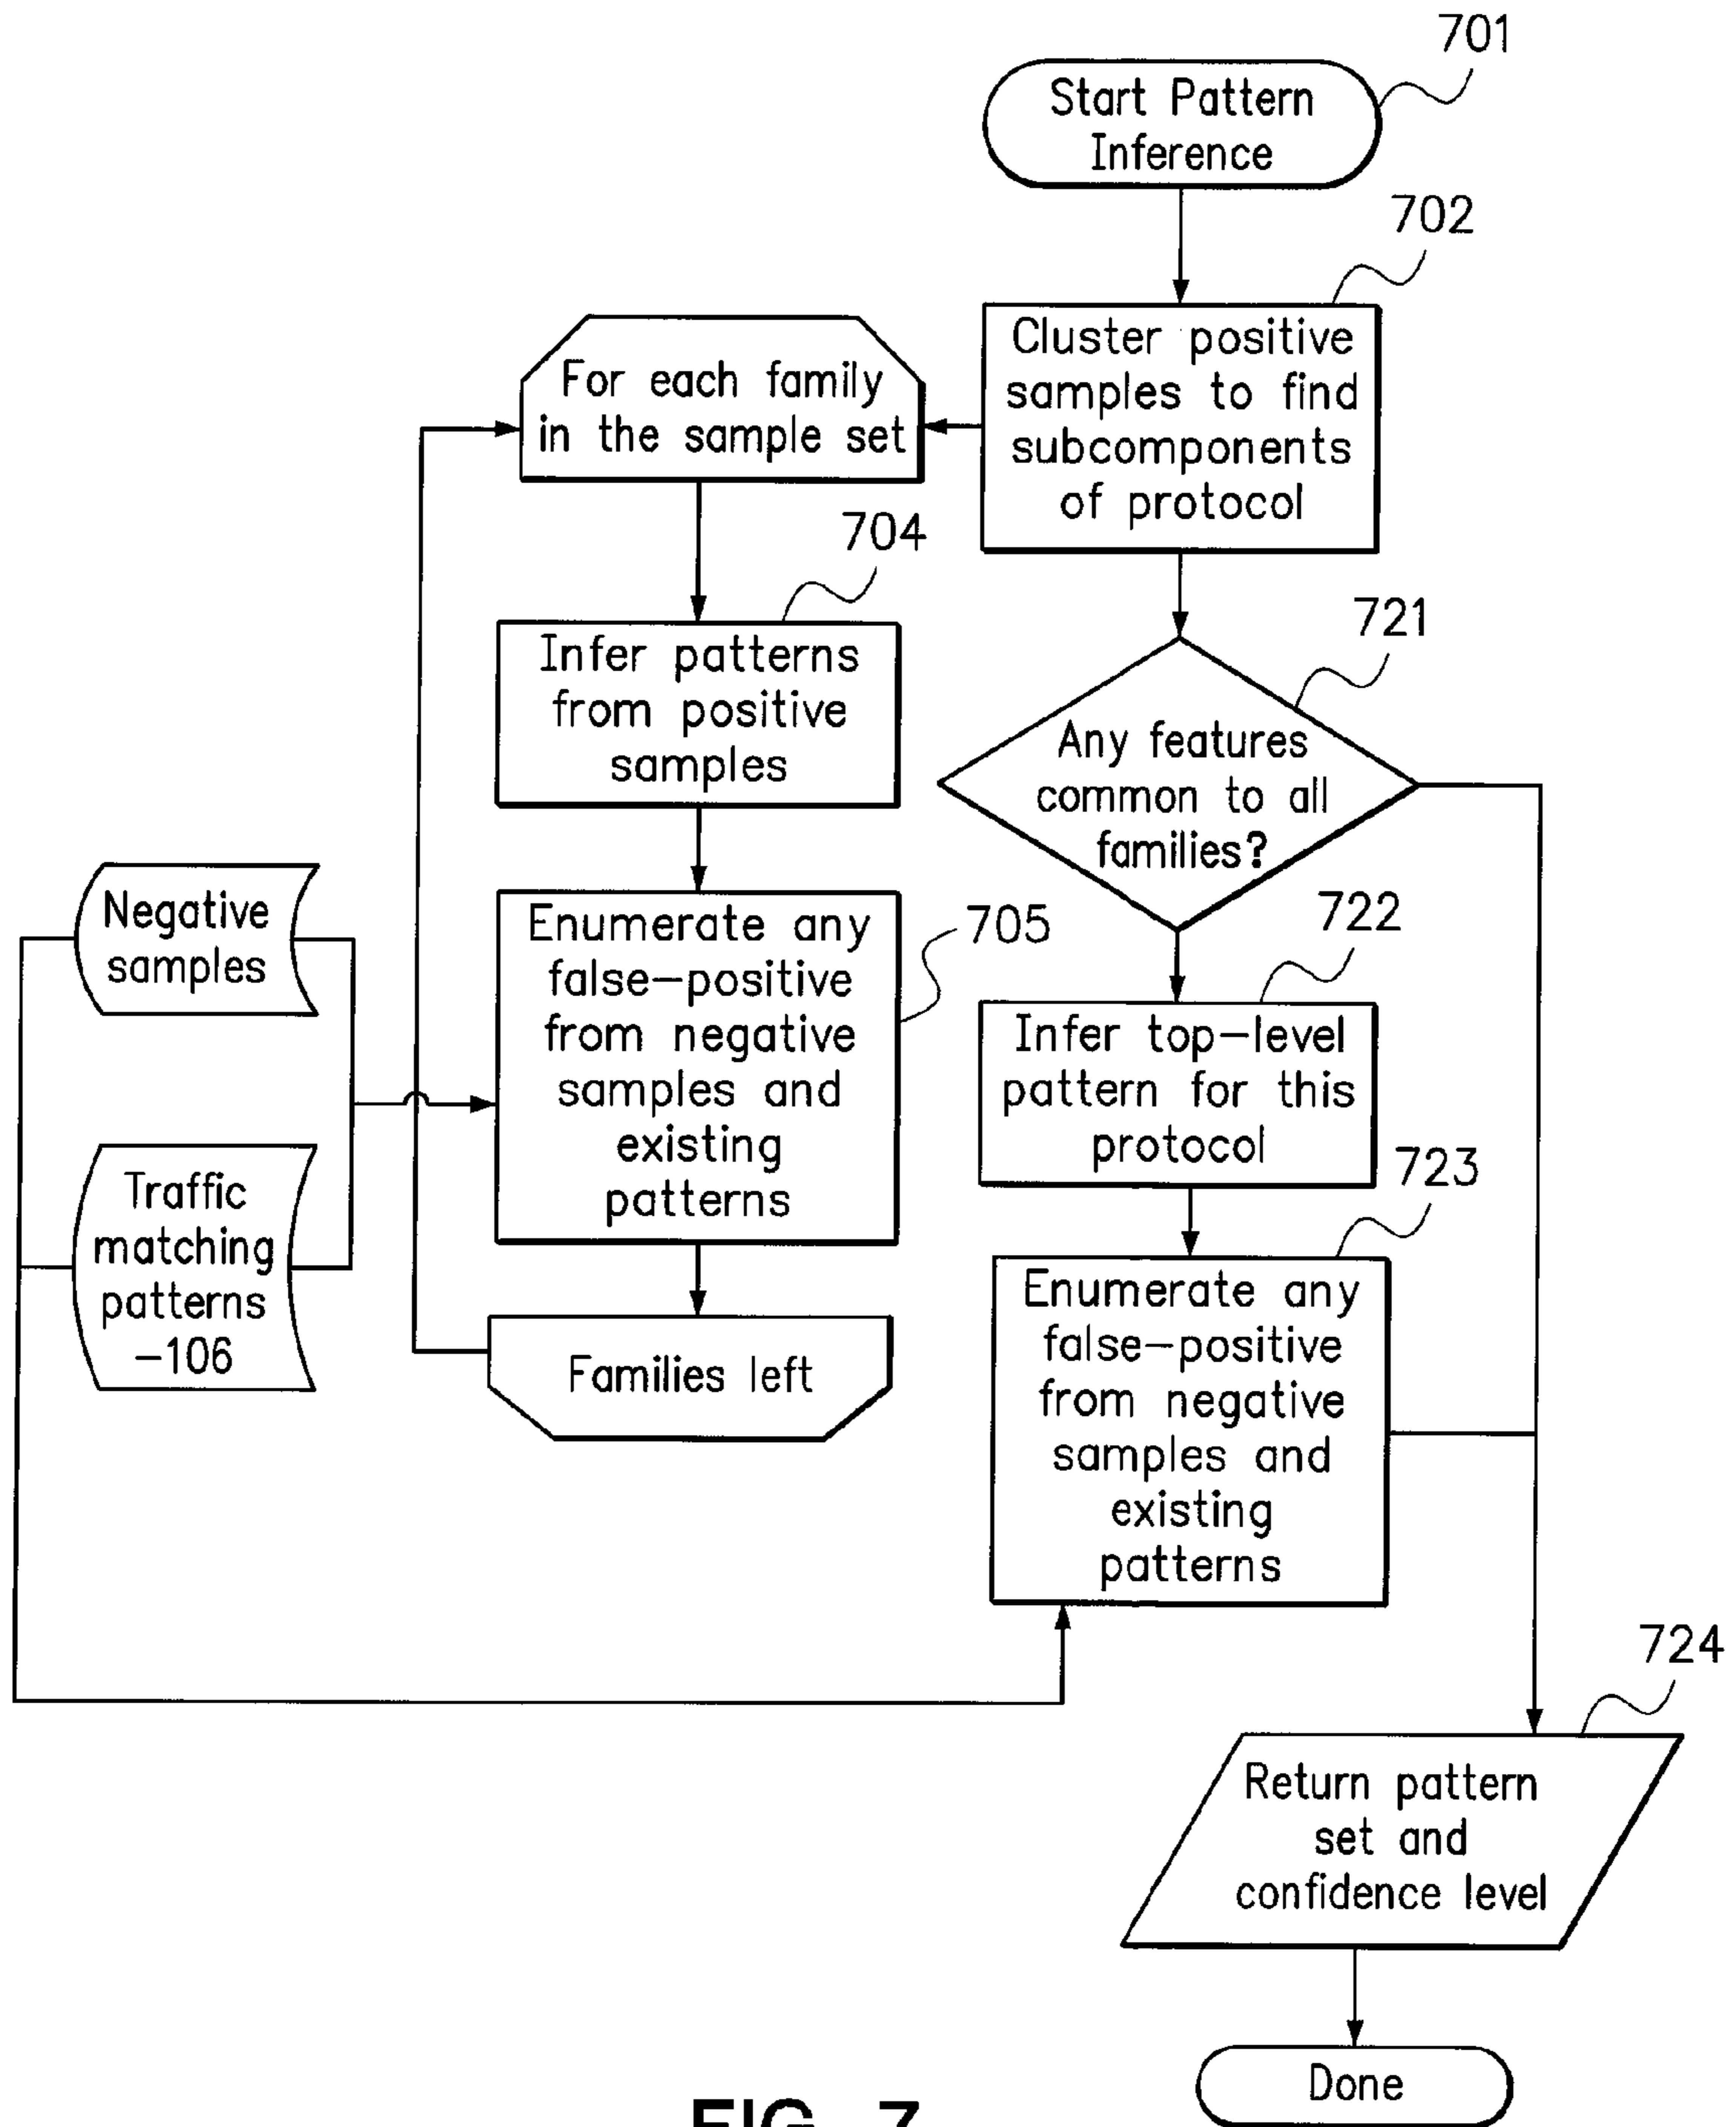 701
Start Pattern
Inference
702
Cluster positive
samples to find
subcomponents
of protocol
For each family
in the sample set
704
Infer patterns
from positive
samples
721
Any features
common to all
families?
Negative
samples
Enumerate any
false-positive
from negative
samples and
existing
patterns
705
722
Infer top-level
pattern for this
protocol
Traffic
matching
patterns
-106
723
Enumerate any
false-positive
from negative
samples and
existing
patterns
Families left
724
Return pattern
set and
confidence level
Done
FIG. 7